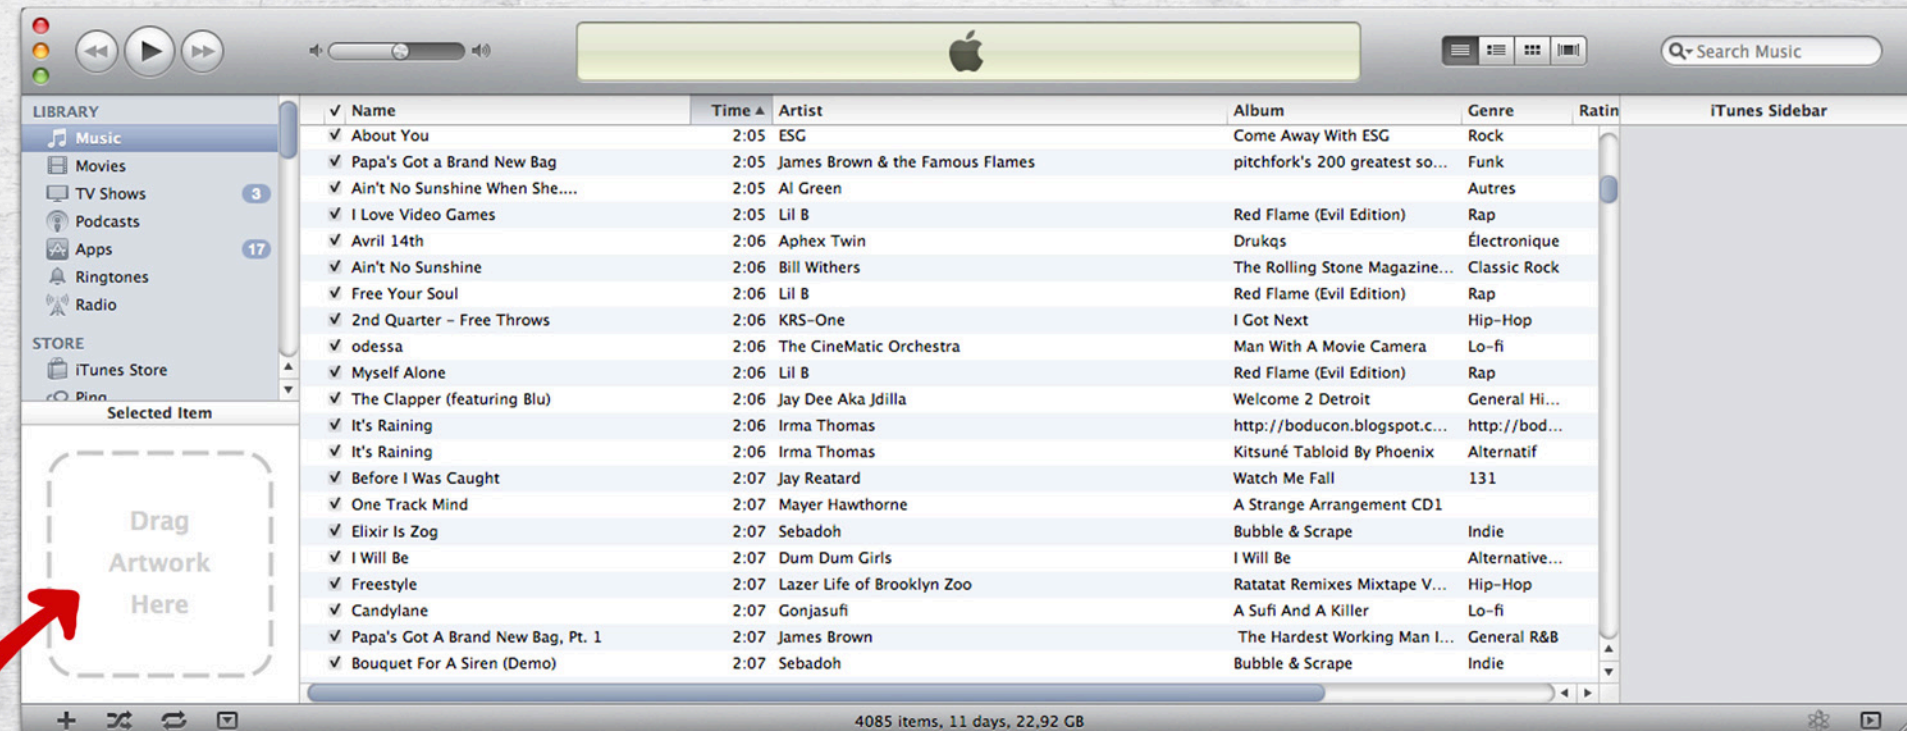 Search Music
LIBRARY
Music
Movies
TV Shows 3
Podcasts
Apps 17
Ringtones
Radio
STORE
iTunes Store
Ping
Selected Item
Drag
Artwork
Here
Name Time Artist Album Genre Ratin
About You 2:05 ESG Come Away With ESG Rock
Papa's Got a Brand New Bag 2:05 James Brown & the Famous Flames pitchfork's 200 greatest so... Funk
Ain't No Sunshine When She.... 2:05 Al Green Autres
I Love Video Games 2:05 Lil B Red Flame (Evil Edition) Rap
Avril 14th 2:06 Aphex Twin Drukqs Électronique
Ain't No Sunshine 2:06 Bill Withers The Rolling Stone Magazine... Classic Rock
Free Your Soul 2:06 Lil B Red Flame (Evil Edition) Rap
2nd Quarter - Free Throws 2:06 KRS-One I Got Next Hip-Hop
odessa 2:06 The CineMatic Orchestra Man With A Movie Camera Lo-fi
Myself Alone 2:06 Lil B Red Flame (Evil Edition) Rap
The Clapper (featuring Blu) 2:06 Jay Dee Aka Jdilla Welcome 2 Detroit General Hi...
It's Raining 2:06 Irma Thomas http://boducon.blogspot.c... http://bod...
It's Raining 2:06 Irma Thomas Kitsuné Tabloid By Phoenix Alternatif
Before I Was Caught 2:07 Jay Reatard Watch Me Fall 131
One Track Mind 2:07 Mayer Hawthorne A Strange Arrangement CD1
Elixir Is Zog 2:07 Sebadoh Bubble & Scrape Indie
I Will Be 2:07 Dum Dum Girls I Will Be Alternative...
Freestyle 2:07 Lazer Life of Brooklyn Zoo Ratatat Remixes Mixtape V... Hip-Hop
Candylane 2:07 Gonjasufi A Sufi And A Killer Lo-fi
Papa's Got A Brand New Bag, Pt. 1 2:07 James Brown The Hardest Working Man I... General R&B
Bouquet For A Siren (Demo) 2:07 Sebadoh Bubble & Scrape Indie
iTunes Sidebar
4085 items, 11 days, 22,92 GB